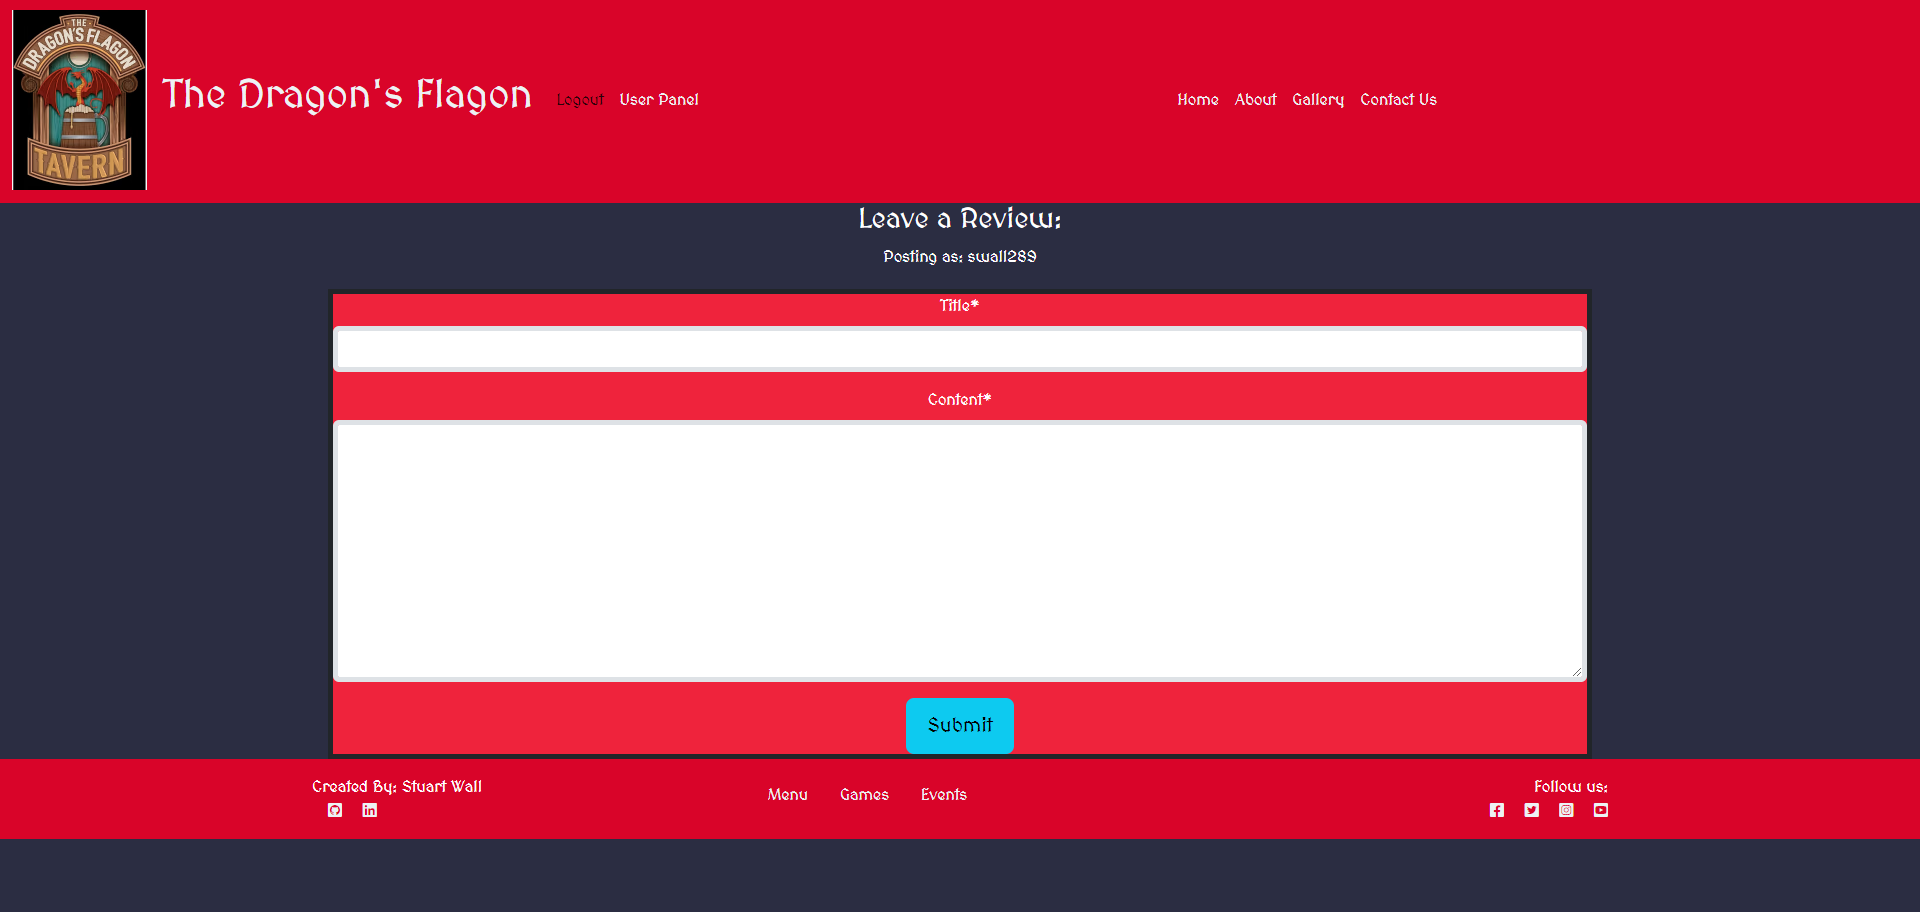 THE
DRAGON'S FLAGON
TAVERN
The Dragon's Flagon
Logout User Panel
Home About Gallery Contact Us
Leave a Review:
Posting as: swall289
Title*
Content*
Submit
Created By: Stuart Wall
Menu Games Events
Follow us: